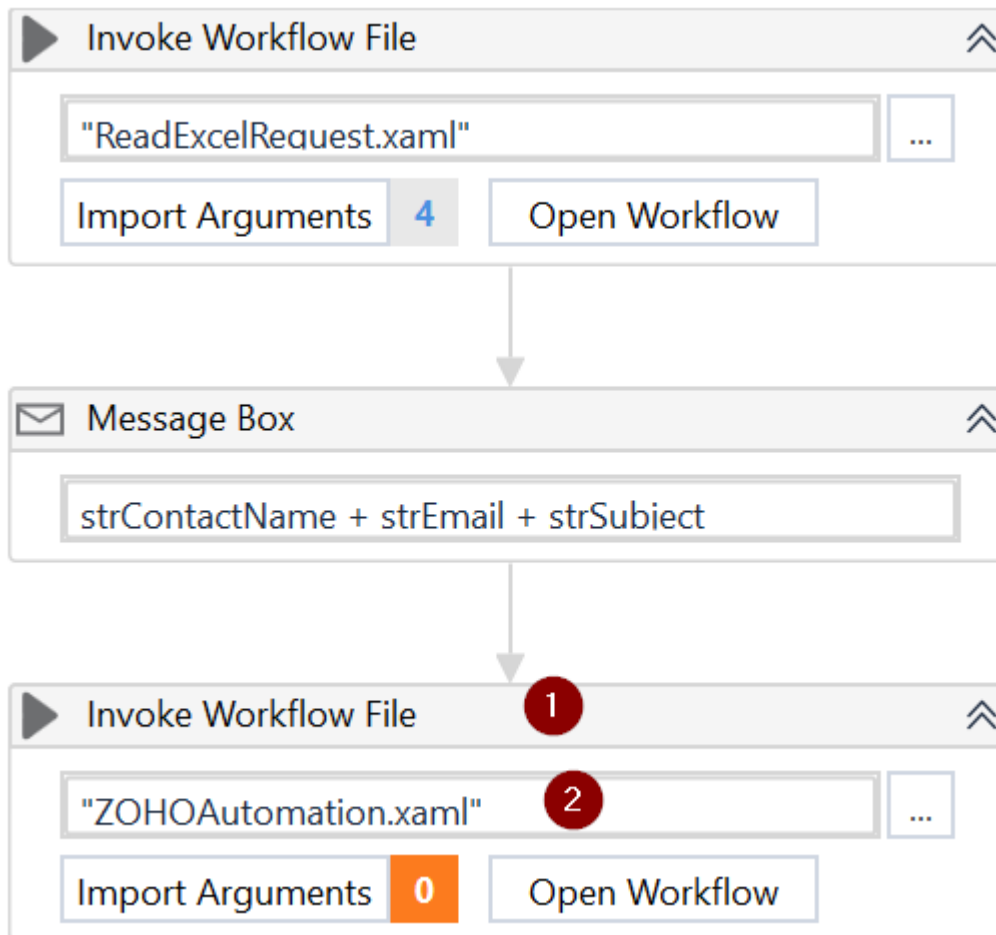 Invoke Workflow File
"ReadExcelRequest.xaml"
...
Import Arguments 4 Open Workflow
Message Box
strContactName + strEmail + strSubject
Invoke Workflow File 1
"ZOHOAutomation.xaml" 2
...
Import Arguments 0 Open Workflow